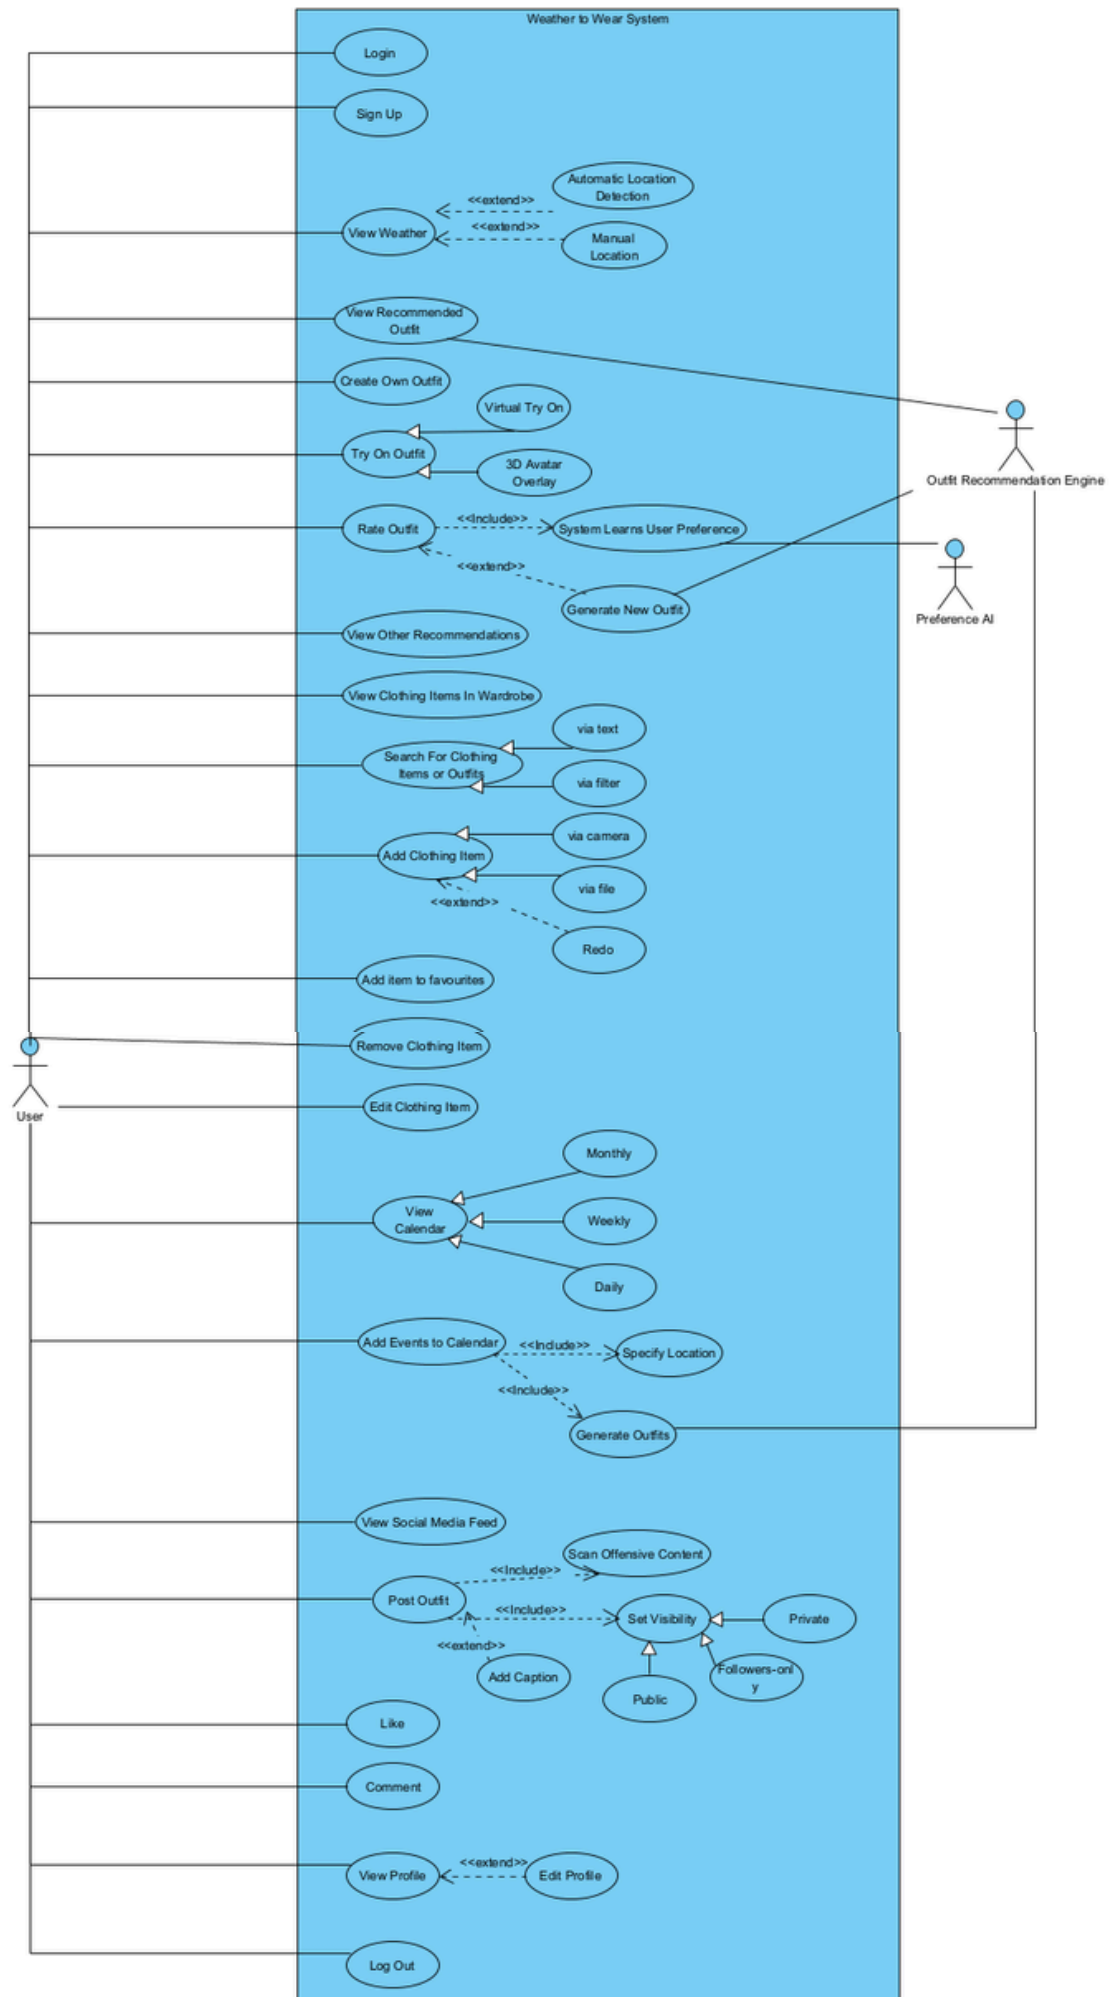 Weather to Wear System
Login
Sign Up
Automatic Location
Detection
<<extend>>
<<extend>>
View Weather
Manual
Location
View Recommended
Outfit
Create Own Outfit
Virtual Try On
Try On Outfit
3D Avatar
Overlay
Outfit Recommendation Engine
Rate Outfit
<<Include>>
System Learns User Preference
<<extend>>
Generate New Outfit
Preference AI
View Other Recommendations
View Clothing Items In Wardrobe
via text
Search For Clothing
Items or Outfits
via filter
via camera
Add Clothing Item
via file
<<extend>>
Redo
Add item to favourites
Remove Clothing Item
Edit Clothing Item
User
Monthly
View
Calendar
Weekly
Daily
Add Events to Calendar
<<Include>>
Specify Location
<<Include>>
Generate Outfits
View Social Media Feed
Scan Offensive Content
<<Include>>
Post Outfit
<<Include>>
Set Visibility
Private
<<extend>>
Add Caption
Followers-onl
y
Public
Like
Comment
View Profile
<<extend>>
Edit Profile
Log Out